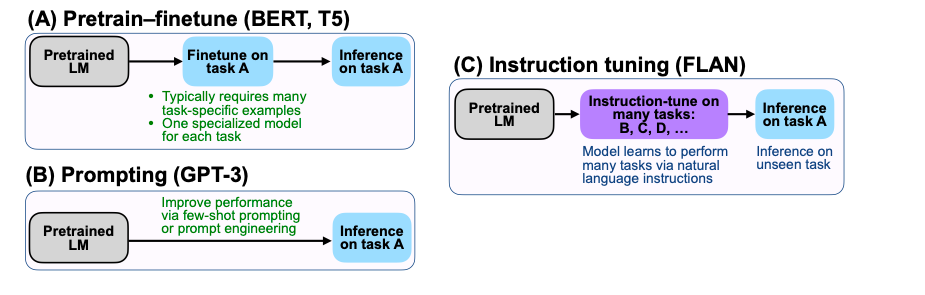 (A) Pretrain–finetune (BERT, T5)
Pretrained
LM
Finetune on
task A
Inference
on task A
• Typically requires many
task-specific examples
• One specialized model
for each task
(B) Prompting (GPT-3)
Improve performance
via few-shot prompting
or prompt engineering
Pretrained
LM
Inference
on task A
(C) Instruction tuning (FLAN)
Pretrained
LM
Instruction-tune on
many tasks:
B, C, D, …
Inference
on task A
Model learns to perform
many tasks via natural
language instructions
Inference on
unseen task